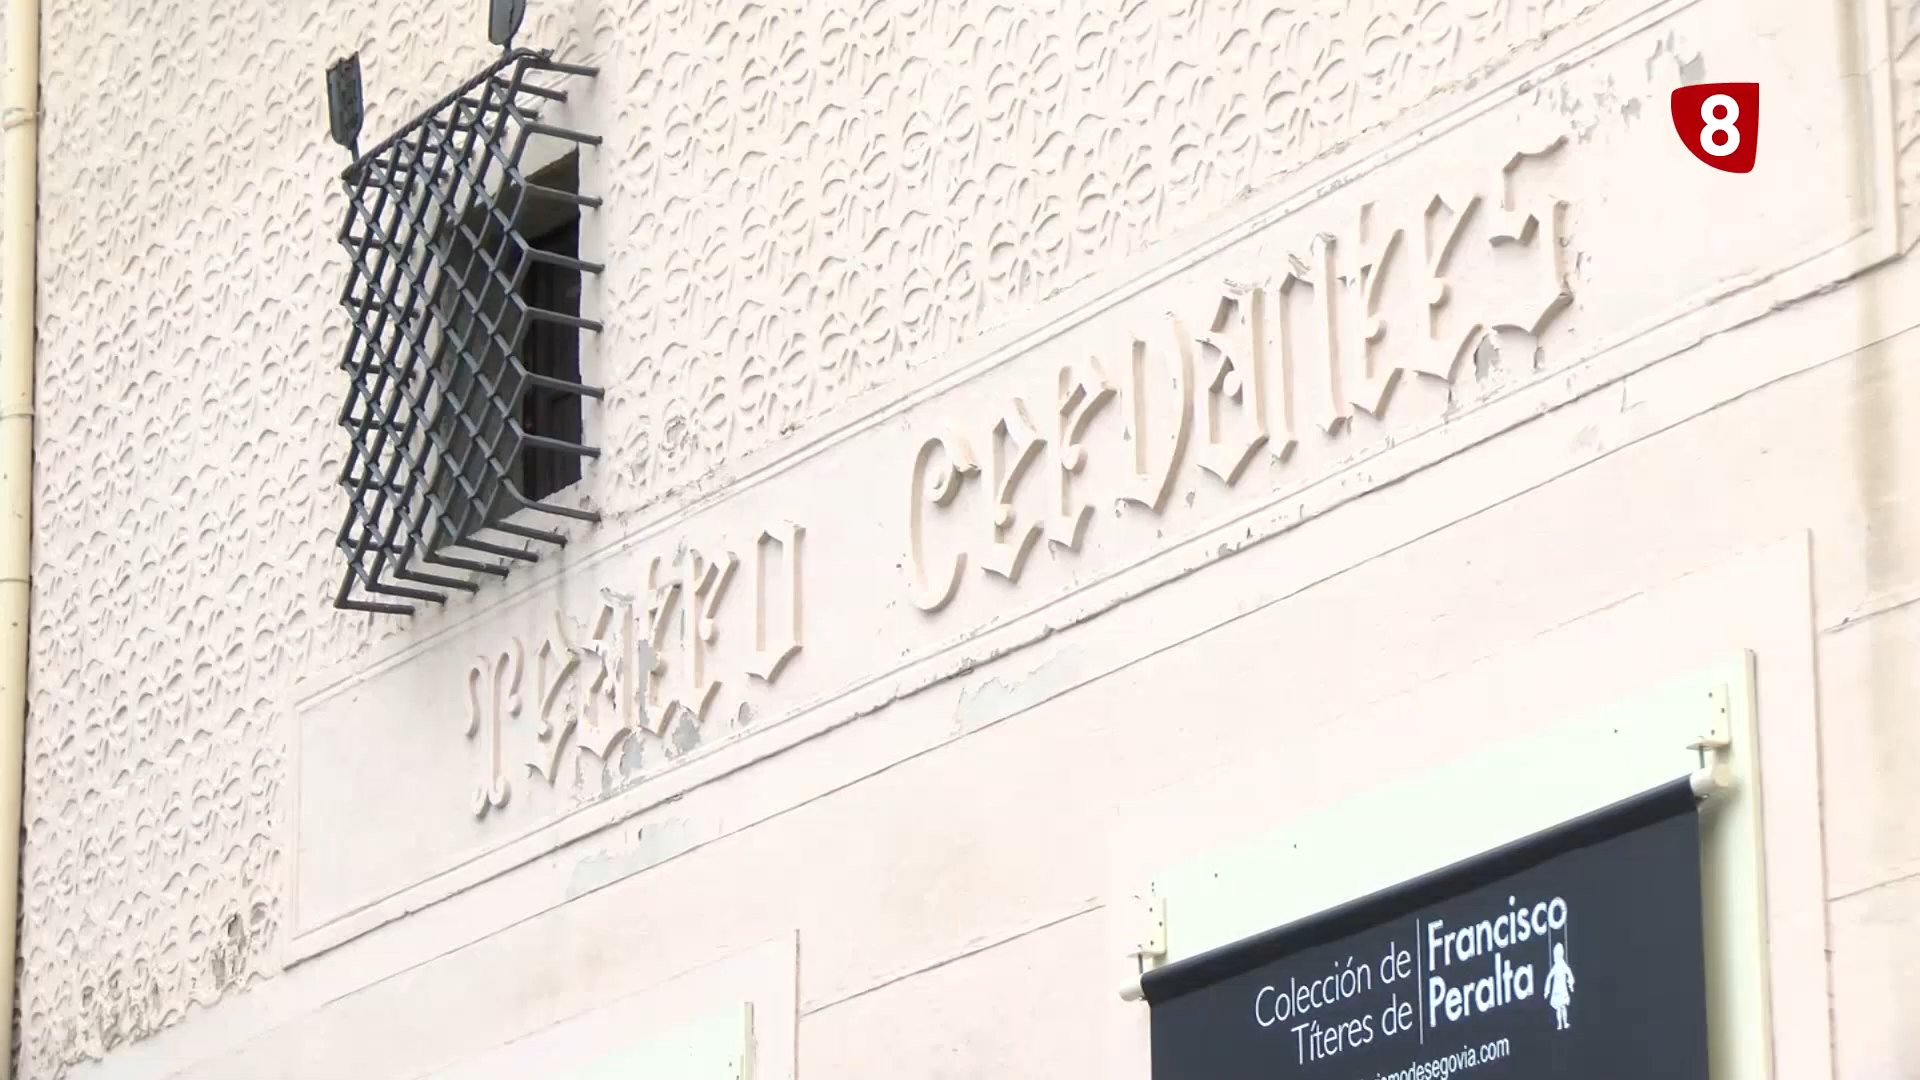 8
TEATRO CERVANTES
Colección de
Títeres de
Francisco
Peralta